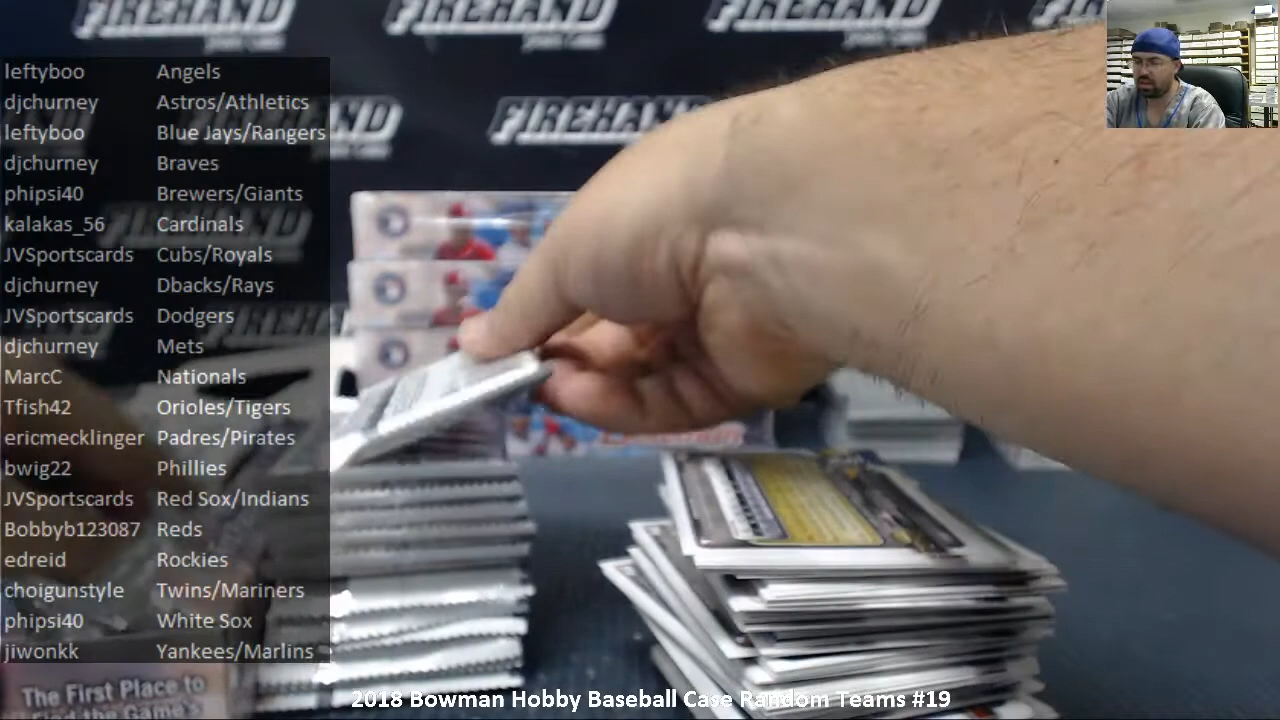 FIREHAND
FIREHAND
leftyboo Angels
djchurney Astros/Athletics
leftyboo Blue Jays/Rangers
djchurney Braves
phipsi40 Brewers/Giants
kalakas_56 Cardinals
JVSportscards Cubs/Royals
djchurney Dbacks/Rays
JVSportscards Dodgers
djchurney Mets
MarcC Nationals
Tfish42 Orioles/Tigers
ericmecklinger Padres/Pirates
bwig22 Phillies
JVSportscards Red Sox/Indians
Bobbyb123087 Reds
edreid Rockies
choigunstyle Twins/Mariners
phipsi40 White Sox
jiwonkk Yankees/Marlins
The First Place to
2018 Bowman Hobby Baseball Case Random Teams #19